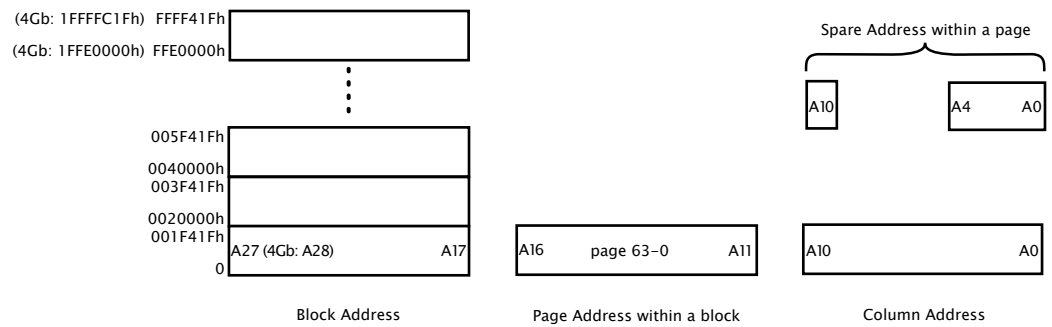 (4Gb: 1FFFFC1Fh) FFFF41Fh
(4Gb: 1FFE0000h) FFE0000h
Spare Address within a page
A10 A4 A0
005F41Fh
0040000h
003F41Fh
0020000h
001F41Fh
A27 (4Gb: A28) A17 A16 page 63-0 A11 A10 A0
0
Block Address Page Address within a block Column Address